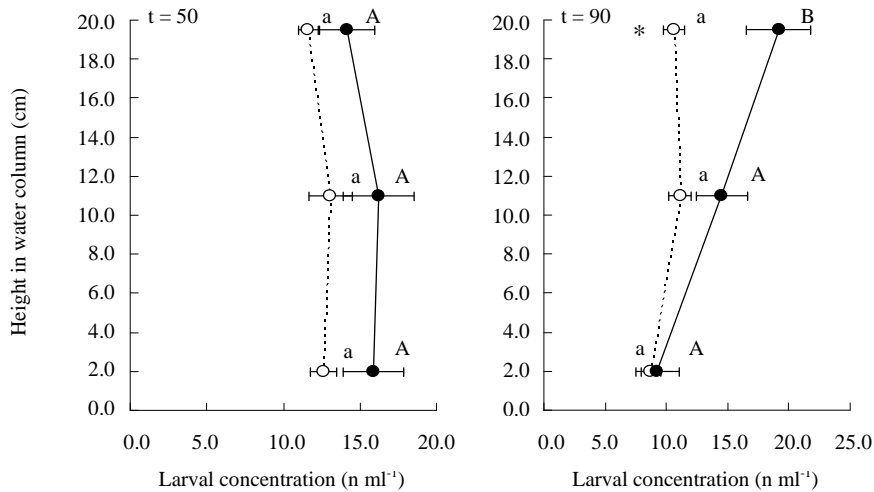 t = 50
a
A
20.0
18.0
16.0
14.0
12.0
10.0
8.0
6.0
4.0
2.0
0.0
a
A
a
A
0.0
5.0
10.0
15.0
20.0
Height in water column (cm)
Larval concentration (n ml⁻¹)
t = 90
*
a
B
20.0
18.0
16.0
14.0
12.0
10.0
8.0
6.0
4.0
2.0
0.0
a
A
a
A
0.0
5.0
10.0
15.0
20.0
25.0
Larval concentration (n ml⁻¹)